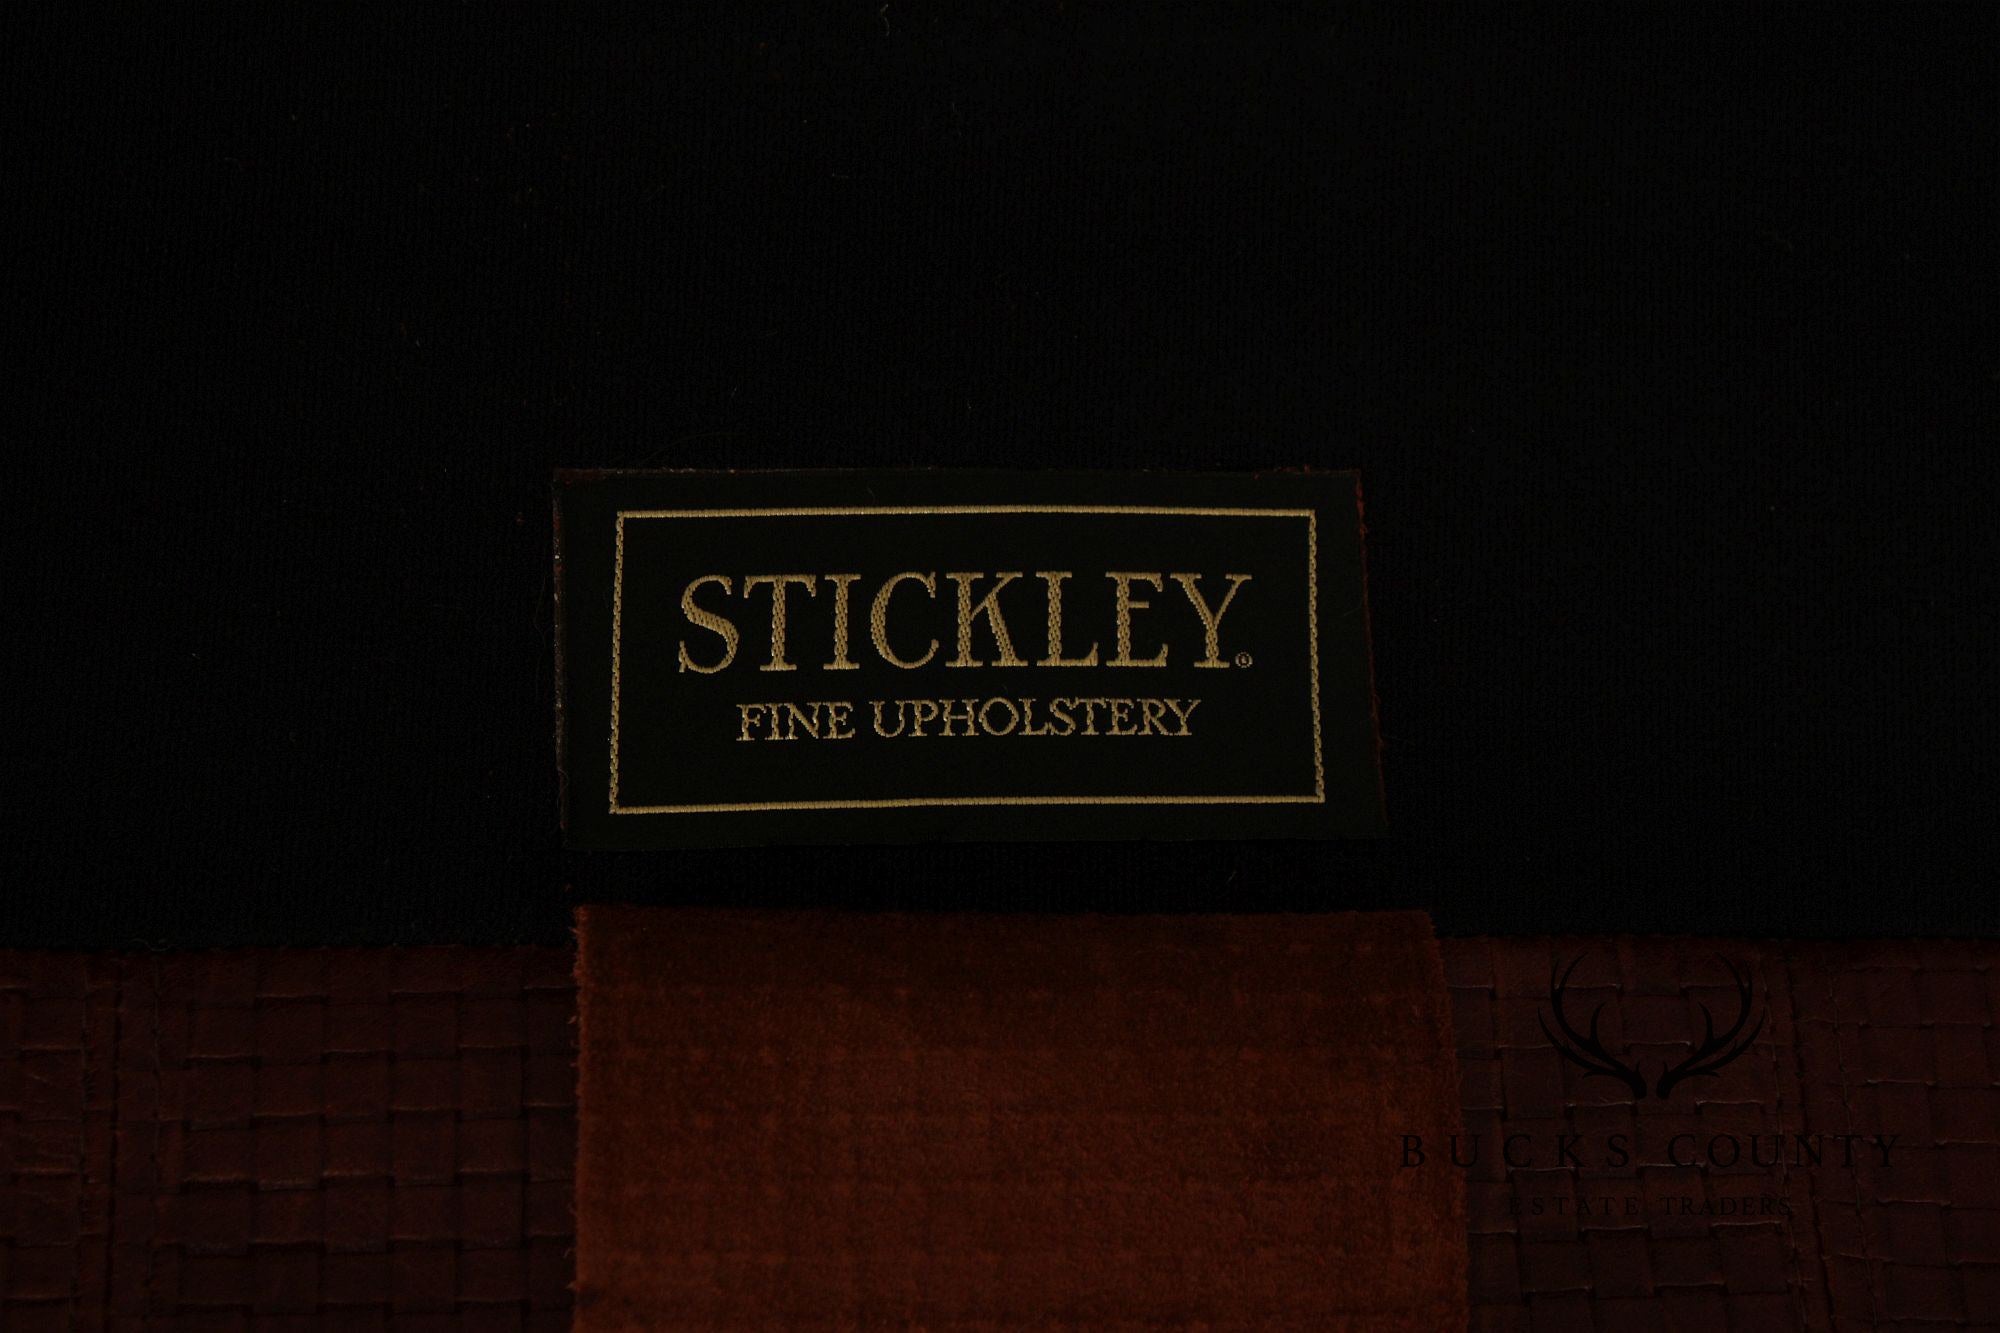 STICKLEY®
FINE UPHOLSTERY
BUCKS COUNTY
ESTATE TRADERS